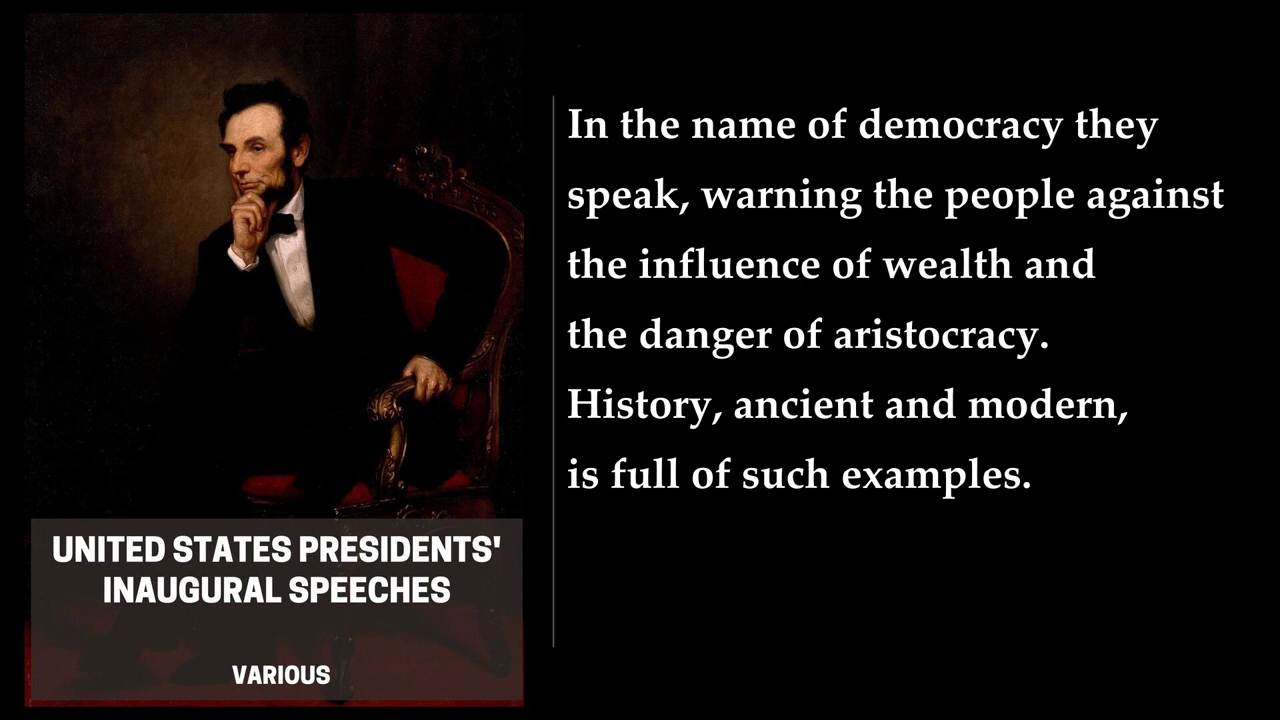 In the name of democracy they
speak, warning the people against
the influence of wealth and
the danger of aristocracy.
History, ancient and modern,
is full of such examples.
UNITED STATES PRESIDENTS'
INAUGURAL SPEECHES
VARIOUS